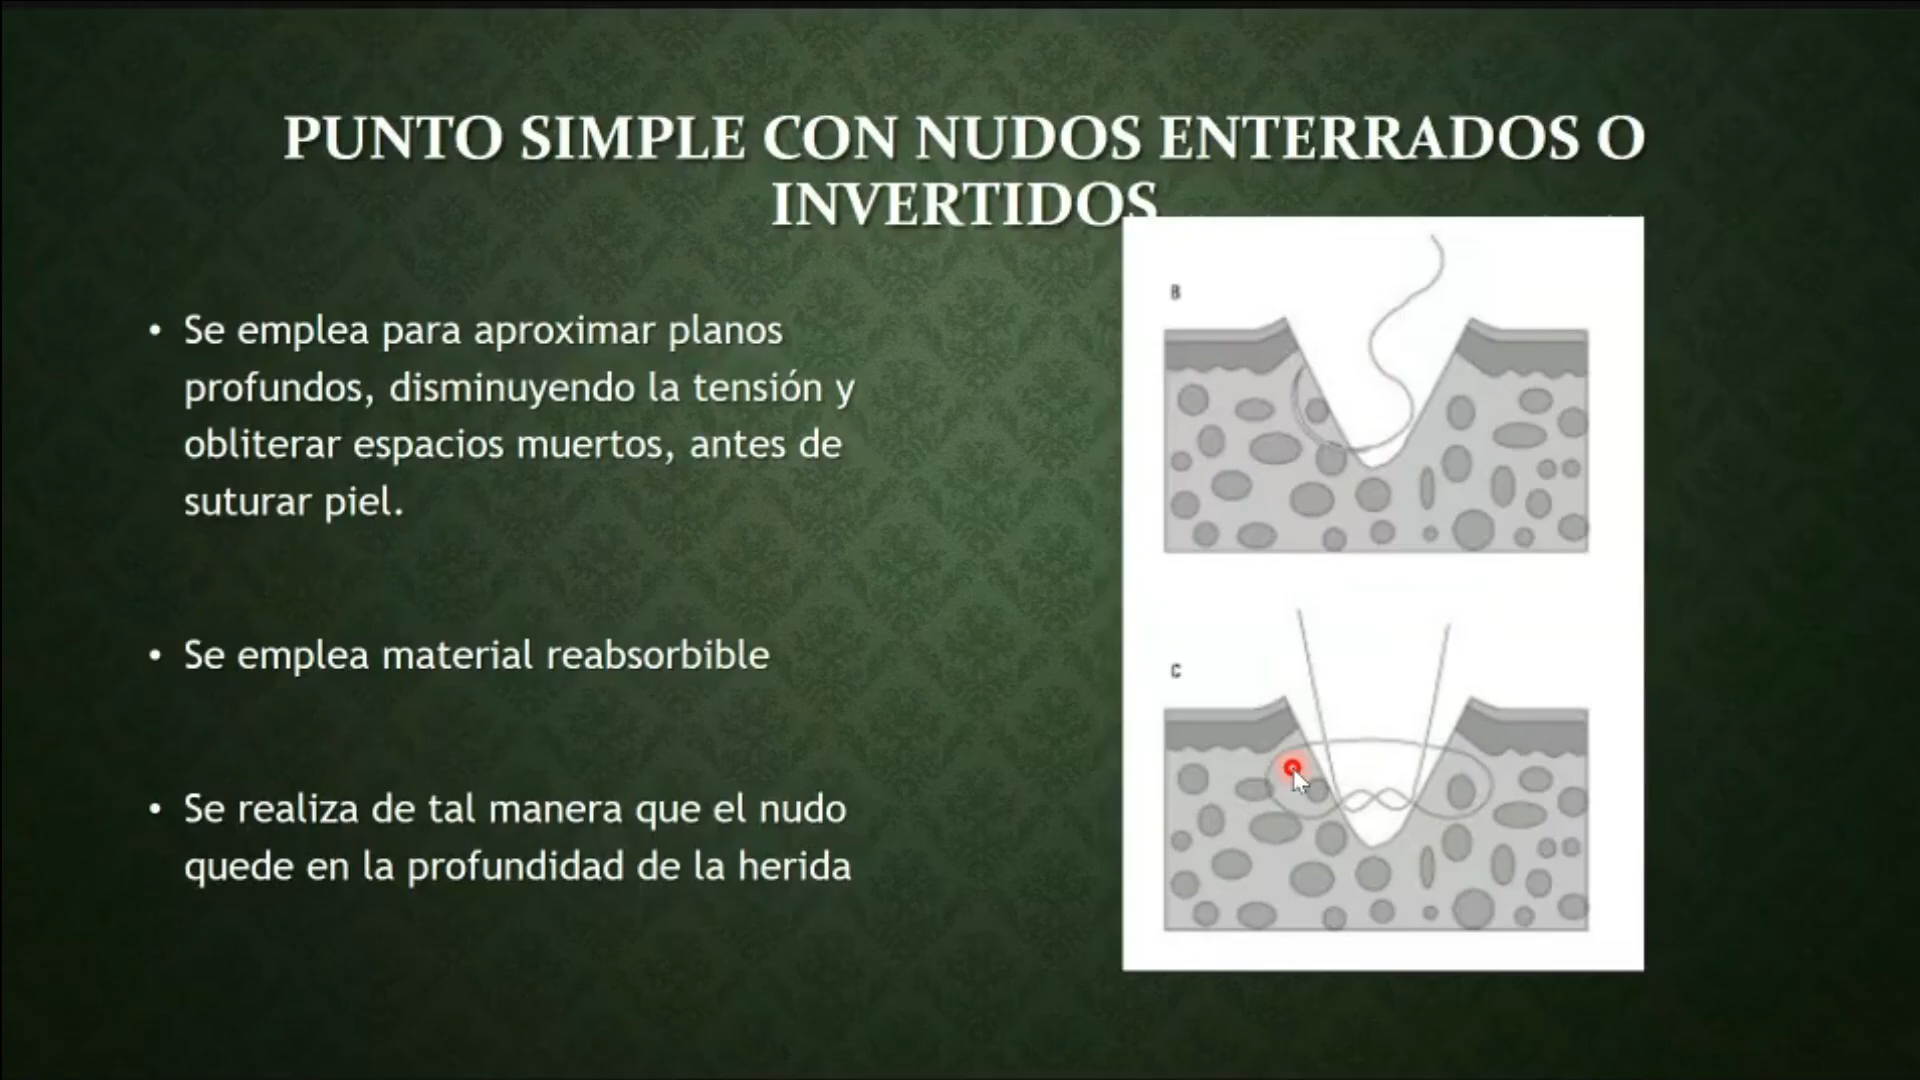 PUNTO SIMPLE CON NUDOS ENTERRADOS O
INVERTIDOS
• Se emplea para aproximar planos
profundos, disminuyendo la tensión y
obliterar espacios muertos, antes de
suturar piel.
• Se emplea material reabsorbible
• Se realiza de tal manera que el nudo
quede en la profundidad de la herida
B
C